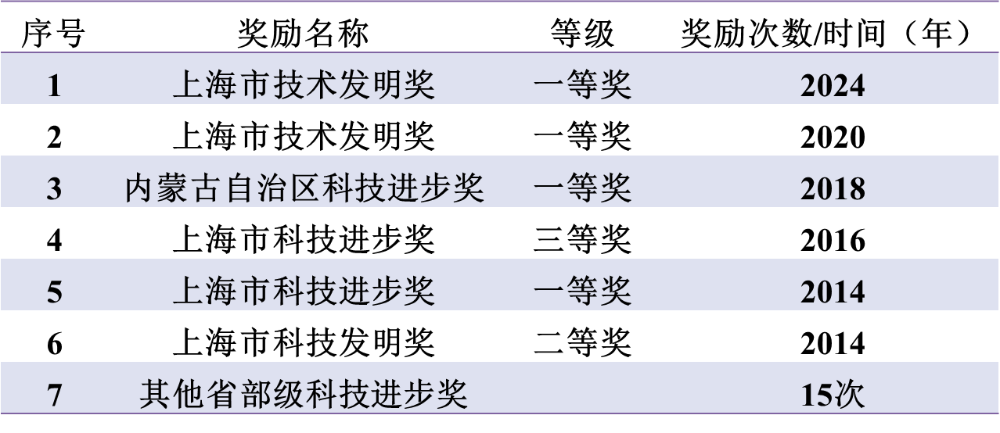 序号 奖励名称 等级 奖励次数/时间（年）
1 上海市技术发明奖 一等奖 2024
2 上海市技术发明奖 一等奖 2020
3 内蒙古自治区科技进步奖 一等奖 2018
4 上海市科技进步奖 三等奖 2016
5 上海市科技进步奖 一等奖 2014
6 上海市科技发明奖 二等奖 2014
7 其他省部级科技进步奖 15次